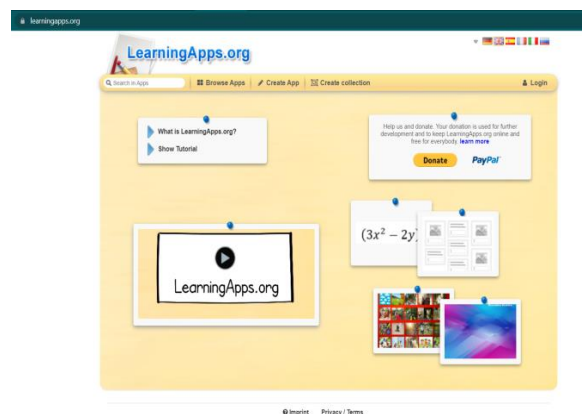 learningapps.org
LearningApps.org
Search in Apps
Browse Apps
Create App
Create collection
Login
What is LearningApps.org?
Show Tutorial
Help us and donate. Your donation is used for further
development and to keep LearningApps.org online and
free for everybody. learn more
Donate
PayPal
(3x² − 2y)
LearningApps.org
Imprint Privacy / Terms